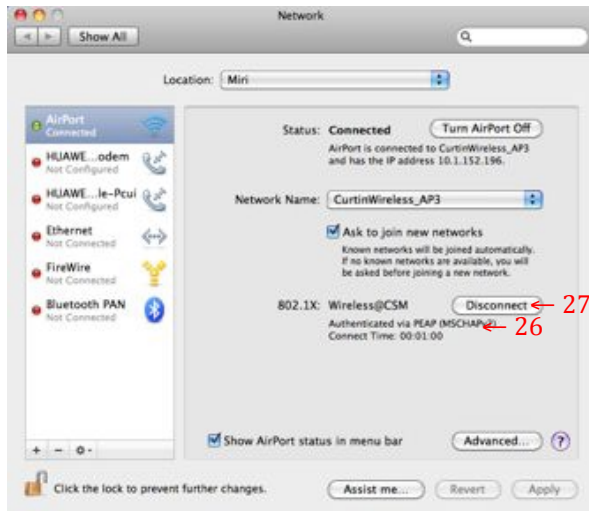 Network
Show All
Location: Miri
AirPort
Connected
HUAWE...odem
Not Configured
HUAWE...le-Pcui
Not Configured
Ethernet
Not Connected
FireWire
Not Connected
Bluetooth PAN
Not Connected
+ -
Status: Connected Turn AirPort Off
AirPort is connected to CurtinWireless_AP3
and has the IP address 10.1.152.196.
Network Name: CurtinWireless_AP3
Ask to join new networks
Known networks will be joined automatically.
If no known networks are available, you will
be asked before joining a new network.
802.1X: Wireless@CSM Disconnect 27
Authenticated via PEAP (MSCHAPv2) 26
Connect Time: 00:01:00
Show AirPort status in menu bar Advanced... ?
Click the lock to prevent further changes. Assist me... Revert Apply